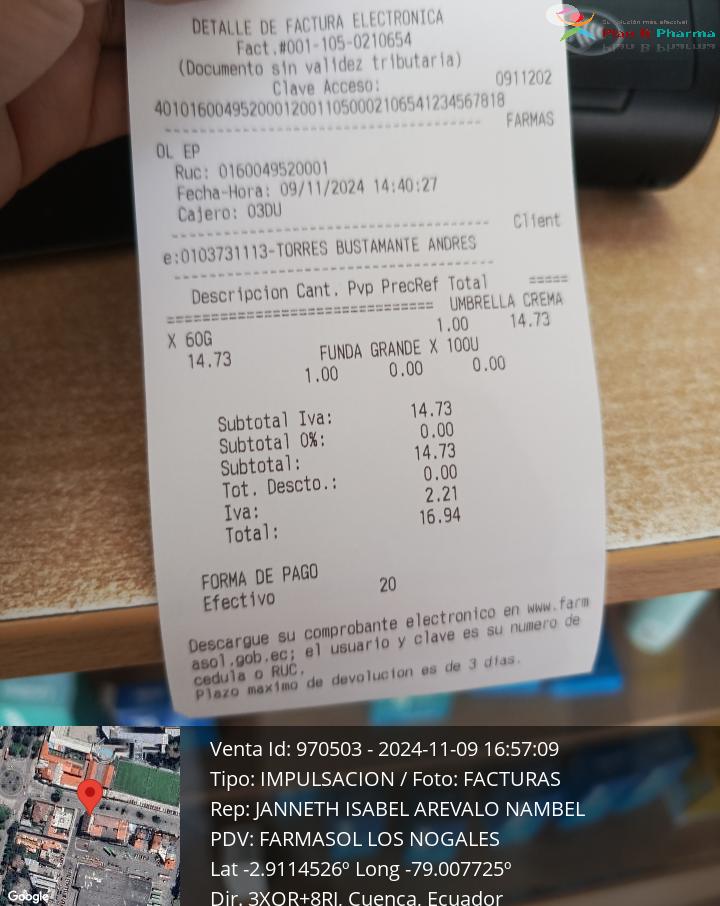 Su solución más efectiva!
Plan B Pharma
DETALLE DE FACTURA ELECTRONICA
Fact.#001-105-0210654
(Documento sin validez tributaria)
Clave Acceso: 0911202
401016004952000120011050002106541234567818
FARMAS
OL EP
Ruc: 0160049520001
Fecha-Hora: 09/11/2024 14:40:27
Cajero: 03DU
Client
e:0103731113-TORRES BUSTAMANTE ANDRES
Descripcion Cant. Pvp PrecRef Total =====
============================== UMBRELLA CREMA
X 60G 1.00 14.73
14.73
FUNDA GRANDE X 100U
1.00 0.00 0.00
Subtotal Iva: 14.73
Subtotal 0%: 0.00
Subtotal: 14.73
Tot. Descto.: 0.00
Iva: 2.21
Total: 16.94
FORMA DE PAGO
Efectivo 20
Descargue su comprobante electronico en www.farm
asol.gob.ec; el usuario y clave es su numero de
cedula o RUC.
Plazo maximo de devolucion es de 3 dias.
Venta Id: 970503 - 2024-11-09 16:57:09
Tipo: IMPULSACION / Foto: FACTURAS
Rep: JANNETH ISABEL AREVALO NAMBEL
PDV: FARMASOL LOS NOGALES
Lat -2.9114526º Long -79.007725º
Dir. 3XQR+8RJ, Cuenca, Ecuador
Google